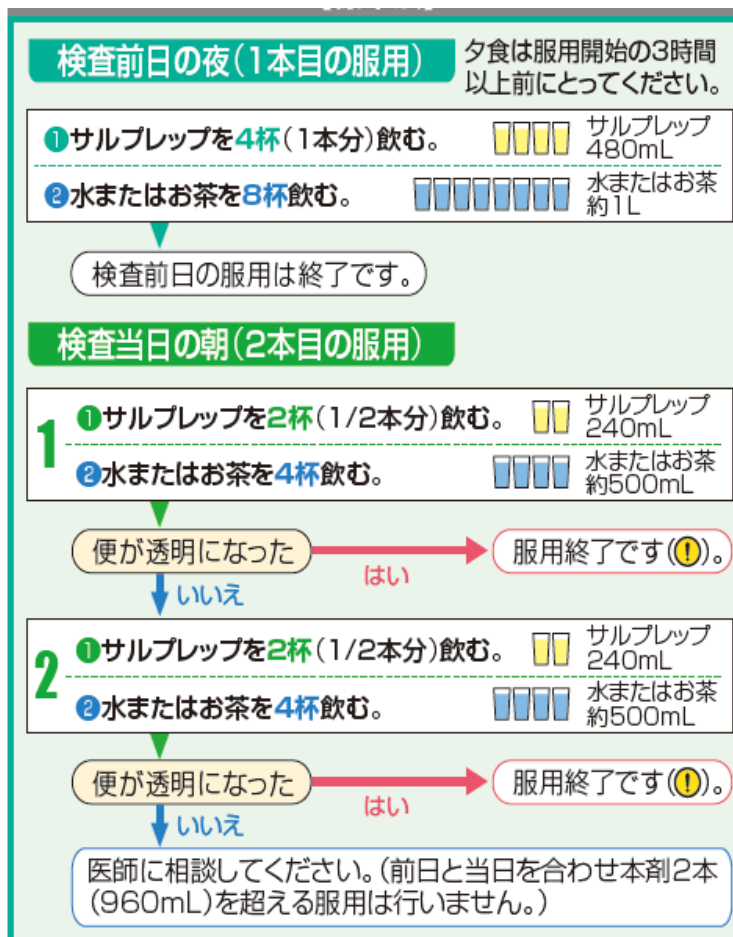 検査前日の夜(1本目の服用)
夕食は服用開始の3時間
以上前にとってください。
❶サルプレップを4杯(1本分)飲む。
サルプレップ
480mL
❷水またはお茶を8杯飲む。
水またはお茶
約1L
検査前日の服用は終了です。
検査当日の朝(2本目の服用)
1
❶サルプレップを2杯(1/2本分)飲む。
サルプレップ
240mL
❷水またはお茶を4杯飲む。
水またはお茶
約500mL
便が透明になった
はい
服用終了です(!)。
いいえ
2
❶サルプレップを2杯(1/2本分)飲む。
サルプレップ
240mL
❷水またはお茶を4杯飲む。
水またはお茶
約500mL
便が透明になった
はい
服用終了です(!)。
いいえ
医師に相談してください。(前日と当日を合わせ本剤2本
(960mL)を超える服用は行いません。)